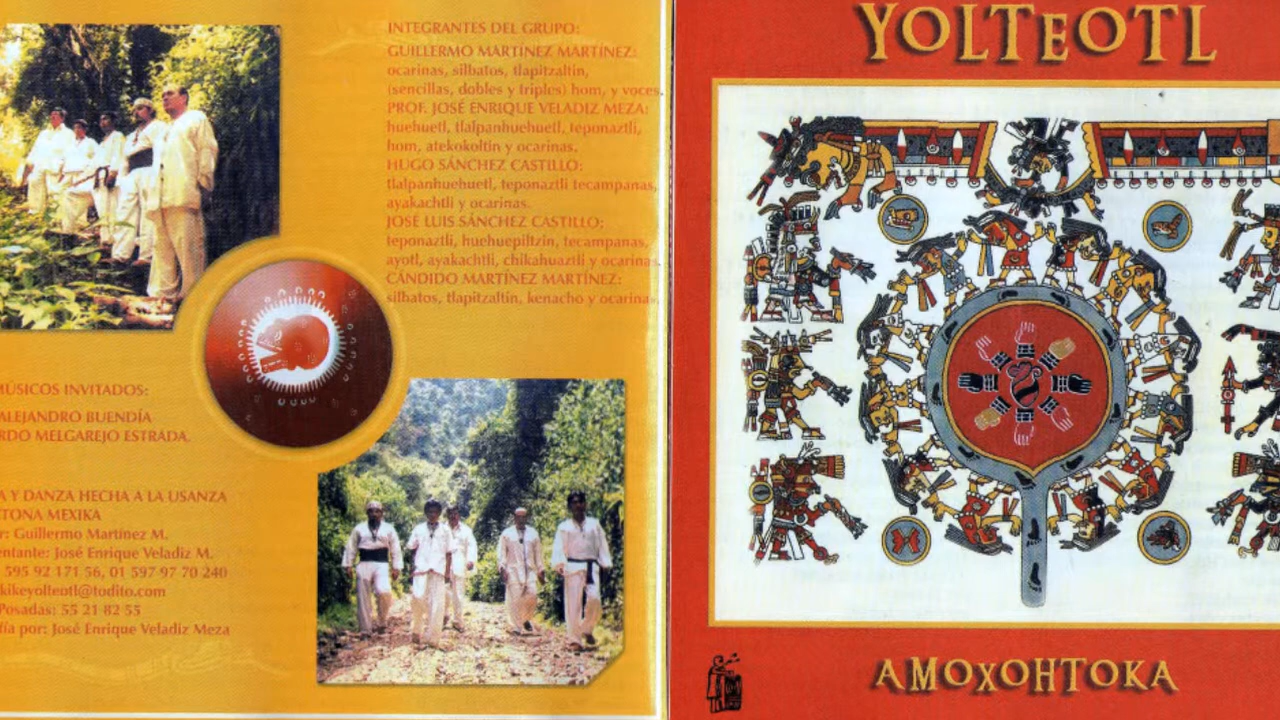 INTEGRANTES DEL GRUPO:
GUILLERMO MARTÍNEZ MARTÍNEZ:
ocarinas, silbatos, tlapitzaltin,
(sencillas, dobles y triples) hom, y voces
PROF. JOSÉ ENRIQUE VELADIZ MEZA:
huehuetl, tlalpanhuehuetl, teponaztli,
hom, atekokoltin y ocarinas.
HUGO SÁNCHEZ CASTILLO:
tlalpanhuehuetl, teponaztli tecampanas,
ayakachtli y ocarinas.
JOSÉ LUIS SÁNCHEZ CASTILLO;
teponaztli, huehuepiltzin, tecampanas,
ayotl, ayakachtli, chikahuaztli y ocarinas
CÁNDIDO MARTÍNEZ MARTÍNEZ:
silbatos, tlapitzaltin, kenacho y ocarinas
MÚSICOS INVITADOS:
ALEJANDRO BUENDÍA
RDO MELGAREJO ESTRADA.
A Y DANZA HECHA A LA USANZA
CTONA MEXIKA
r: Guillermo Martínez M.
entante: José Enrique Veladiz M.
595 92 171 56, 01 597 97 70 240
kikeyolteotl@todito.com
Posadas: 55 21 82 55
fía por: José Enrique Veladiz Meza
YOLTEOTL
AMOXOHTOKA